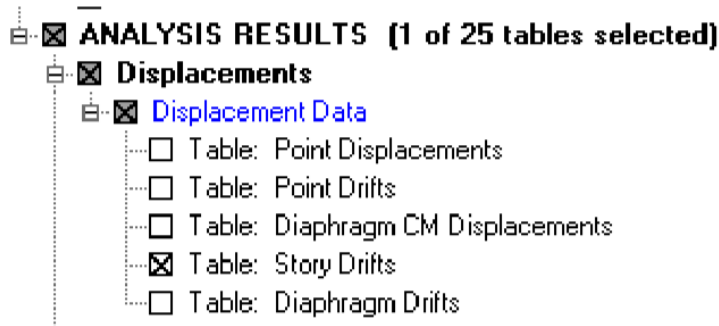 ANALYSIS RESULTS (1 of 25 tables selected)
Displacements
Displacement Data
Table: Point Displacements
Table: Point Drifts
Table: Diaphragm CM Displacements
Table: Story Drifts
Table: Diaphragm Drifts